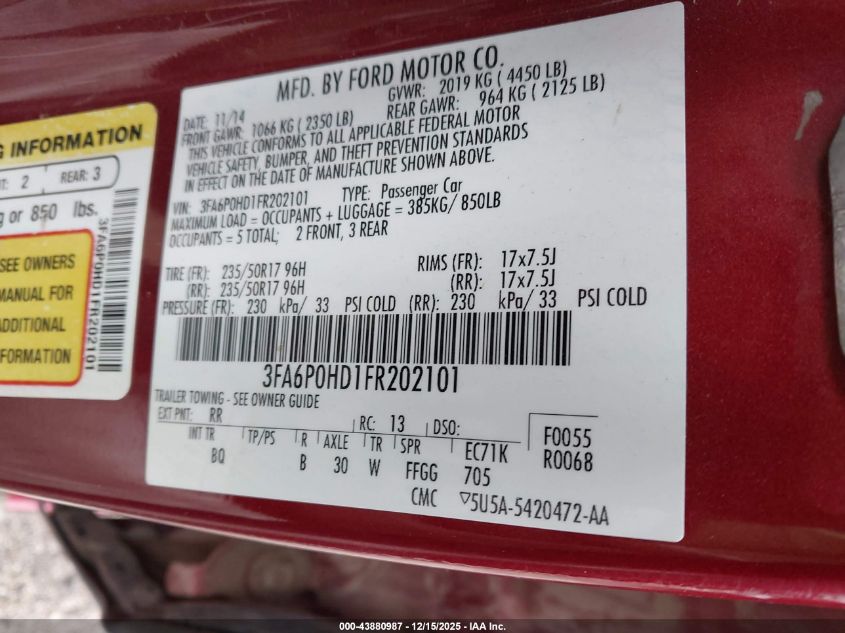 G INFORMATION
T: 2 REAR: 3
g or 850 lbs.
SEE OWNERS
MANUAL FOR
ADDITIONAL
FORMATION
3FA6P0HD1FR202101
MFD. BY FORD MOTOR CO.
DATE: 11/14 GVWR: 2019 KG ( 4450 LB)
FRONT GAWR: 1066 KG ( 2350 LB) REAR GAWR: 964 KG ( 2125 LB)
THIS VEHICLE CONFORMS TO ALL APPLICABLE FEDERAL MOTOR
VEHICLE SAFETY, BUMPER, AND THEFT PREVENTION STANDARDS
IN EFFECT ON THE DATE OF MANUFACTURE SHOWN ABOVE.
VIN: 3FA6P0HD1FR202101 TYPE: Passenger Car
MAXIMUM LOAD = OCCUPANTS + LUGGAGE = 385KG/ 850LB
OCCUPANTS = 5 TOTAL; 2 FRONT, 3 REAR
TIRE (FR): 235/50R17 96H RIMS (FR): 17x7.5J
(RR): 235/50R17 96H (RR): 17x7.5J
PRESSURE (FR): 230 kPa/ 33 PSI COLD (RR): 230 kPa/ 33 PSI COLD
3FA6P0HD1FR202101
TRAILER TOWING - SEE OWNER GUIDE
EXT PNT: RR RC: 13 DSO: F0055
INT TR TP/PS R AXLE TR SPR EC71K R0068
BQ B 30 W FFGG 705
CMC ▽5U5A-5420472-AA
000-43880987 - 12/15/2025 - IAA Inc.